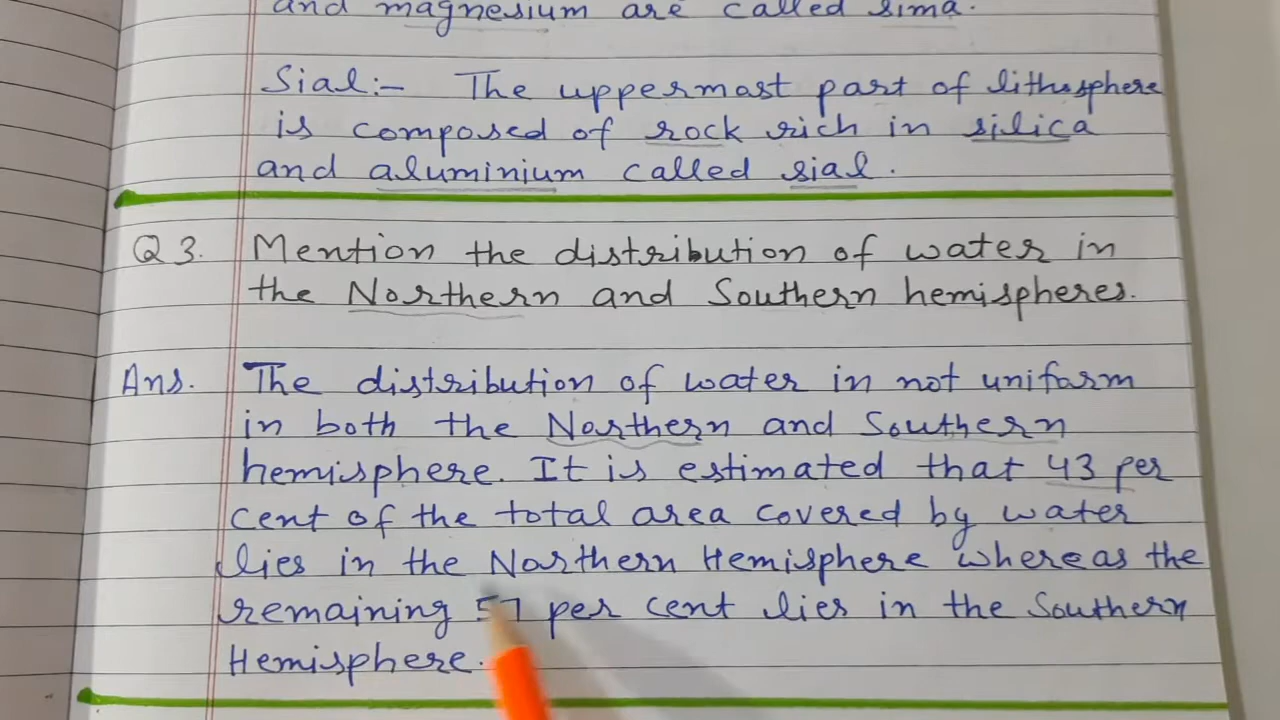 and magnesium are called sima.
Sial:- The uppermost part of lithosphere
is composed of rock rich in silica
and aluminium called sial.
Q 3. Mention the distribution of water in
the Northern and Southern hemispheres.
Ans. The distribution of water in not uniform
in both the Northern and Southern
hemisphere. It is estimated that 43 per
cent of the total area covered by water
lies in the Northern Hemisphere whereas the
remaining 57 per cent lies in the Southern
Hemisphere.